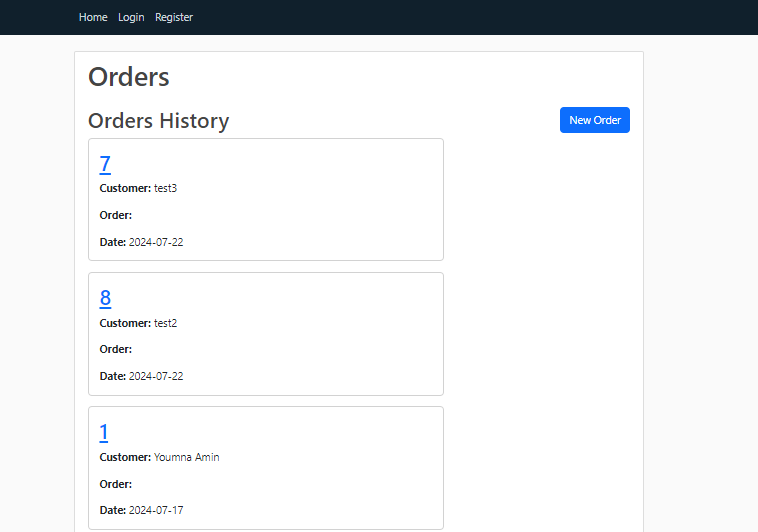 Home Login Register
Orders
Orders History
New Order
7
Customer: test3
Order:
Date: 2024-07-22
8
Customer: test2
Order:
Date: 2024-07-22
1
Customer: Youmna Amin
Order:
Date: 2024-07-17